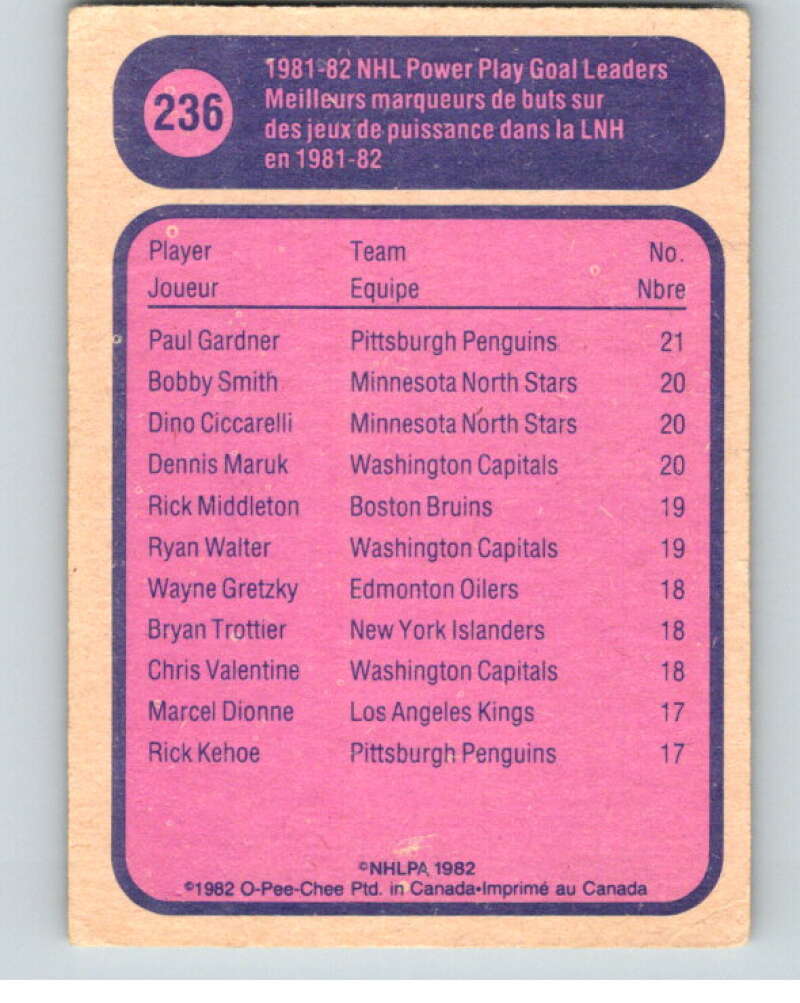 236
1981-82 NHL Power Play Goal Leaders
Meilleurs marqueurs de buts sur
des jeux de puissance dans la LNH
en 1981-82
Player Team No.
Joueur Equipe Nbre
Paul Gardner Pittsburgh Penguins 21
Bobby Smith Minnesota North Stars 20
Dino Ciccarelli Minnesota North Stars 20
Dennis Maruk Washington Capitals 20
Rick Middleton Boston Bruins 19
Ryan Walter Washington Capitals 19
Wayne Gretzky Edmonton Oilers 18
Bryan Trottier New York Islanders 18
Chris Valentine Washington Capitals 18
Marcel Dionne Los Angeles Kings 17
Rick Kehoe Pittsburgh Penguins 17
©NHLPA 1982
©1982 O-Pee-Chee Ptd. in Canada•Imprimé au Canada